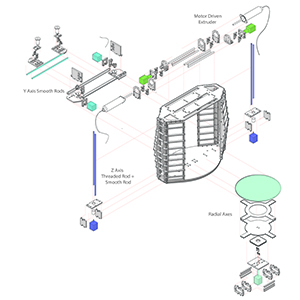 Motor Driven
Extruder
Y Axis Smooth Rods
Z Axis
Threaded Rod +
Smooth Rod
Radial Axes